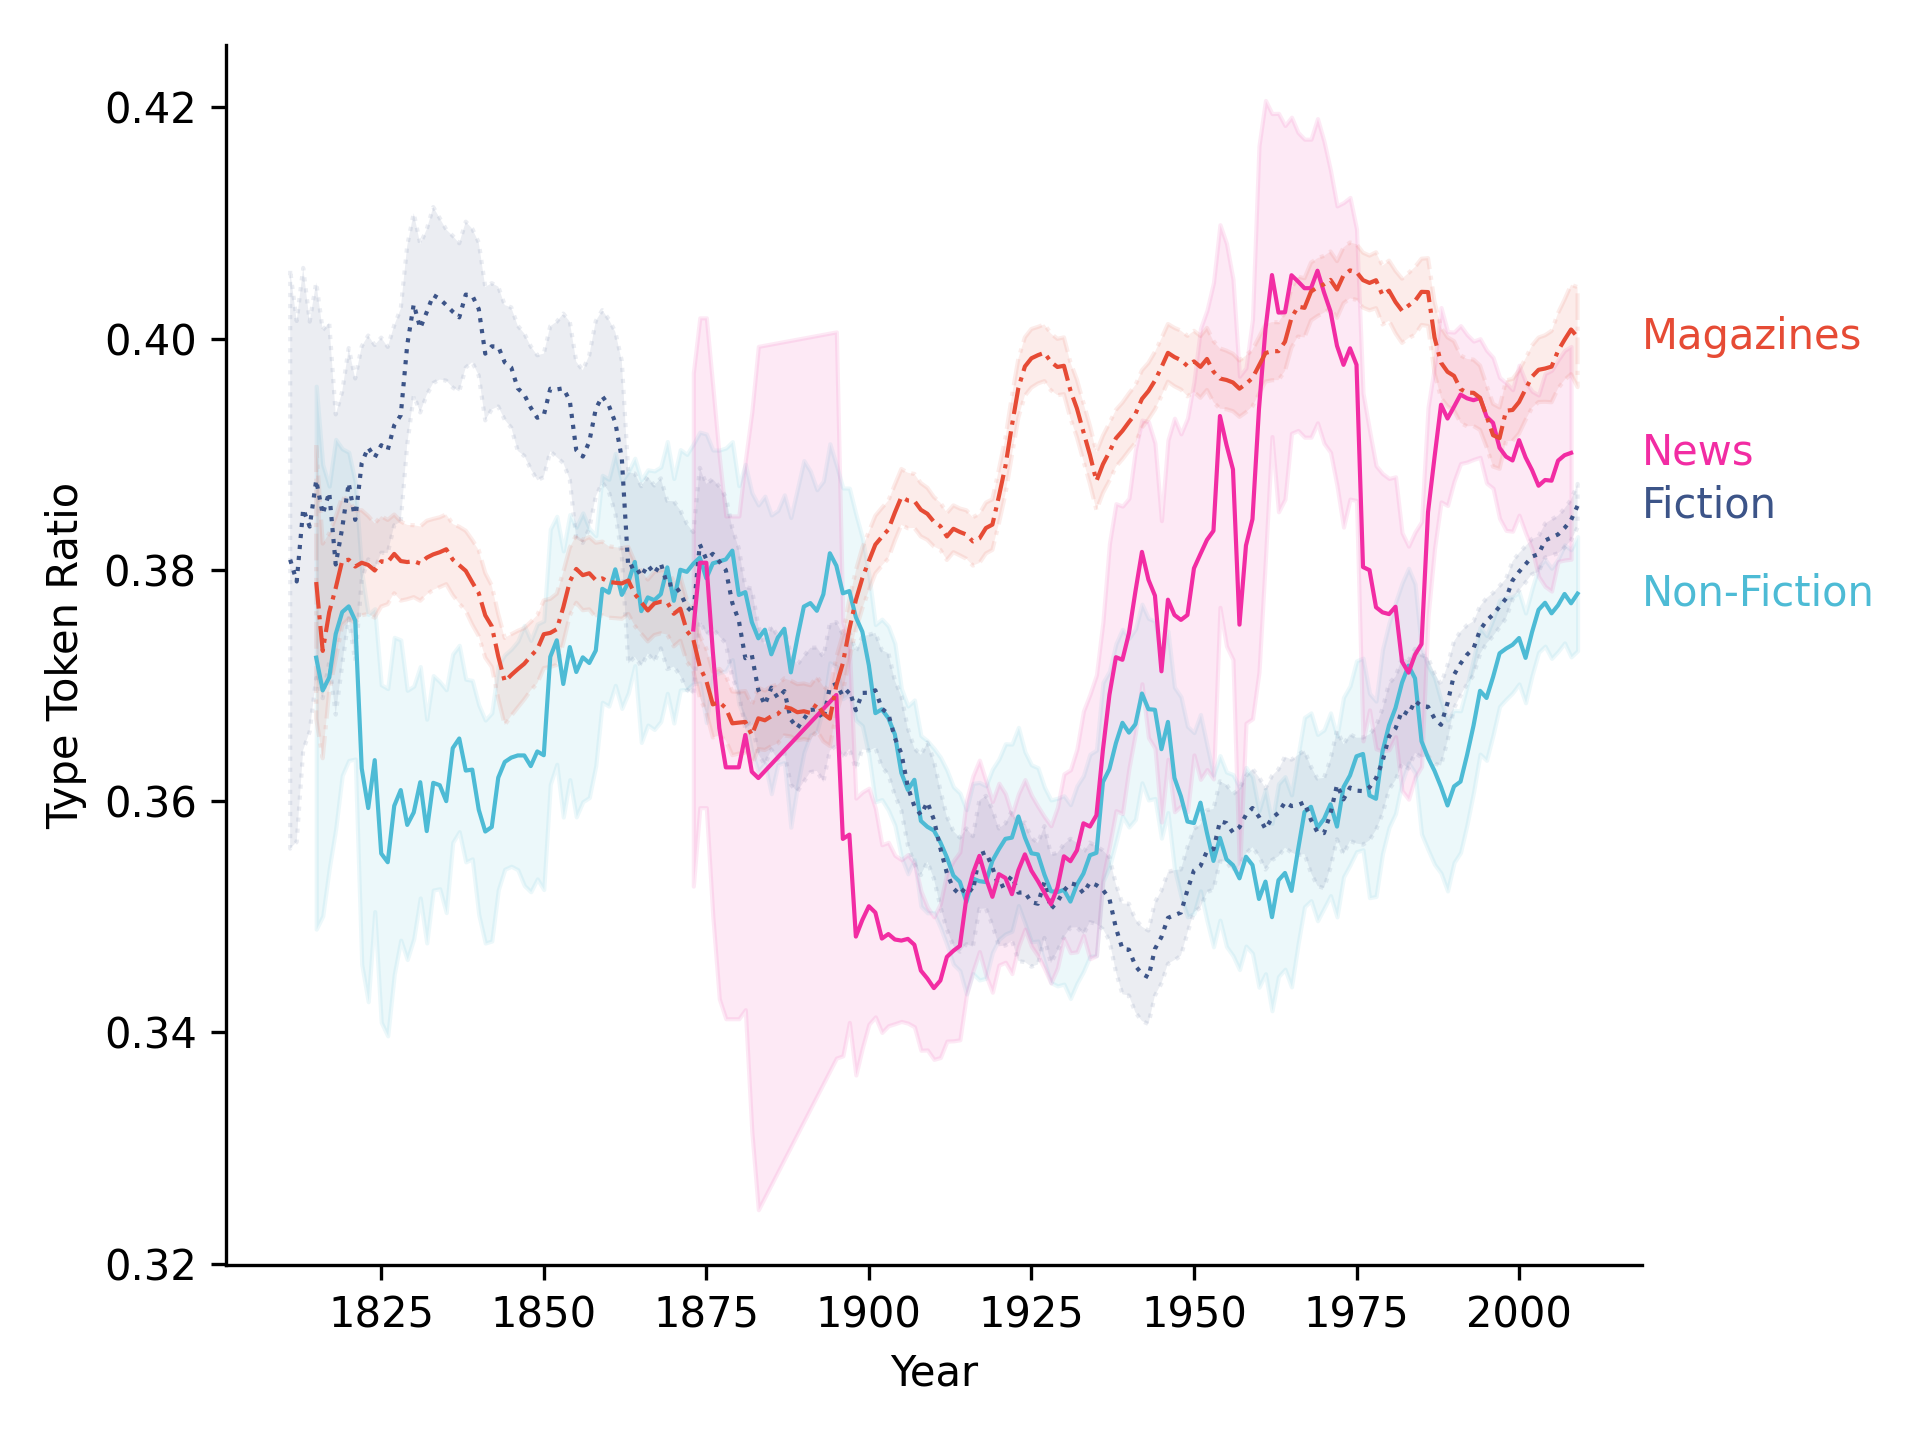 0.42
0.40
0.38
0.36
0.34
0.32
Type Token Ratio
1825 1850 1875 1900 1925 1950 1975 2000
Year
Magazines
News
Fiction
Non-Fiction